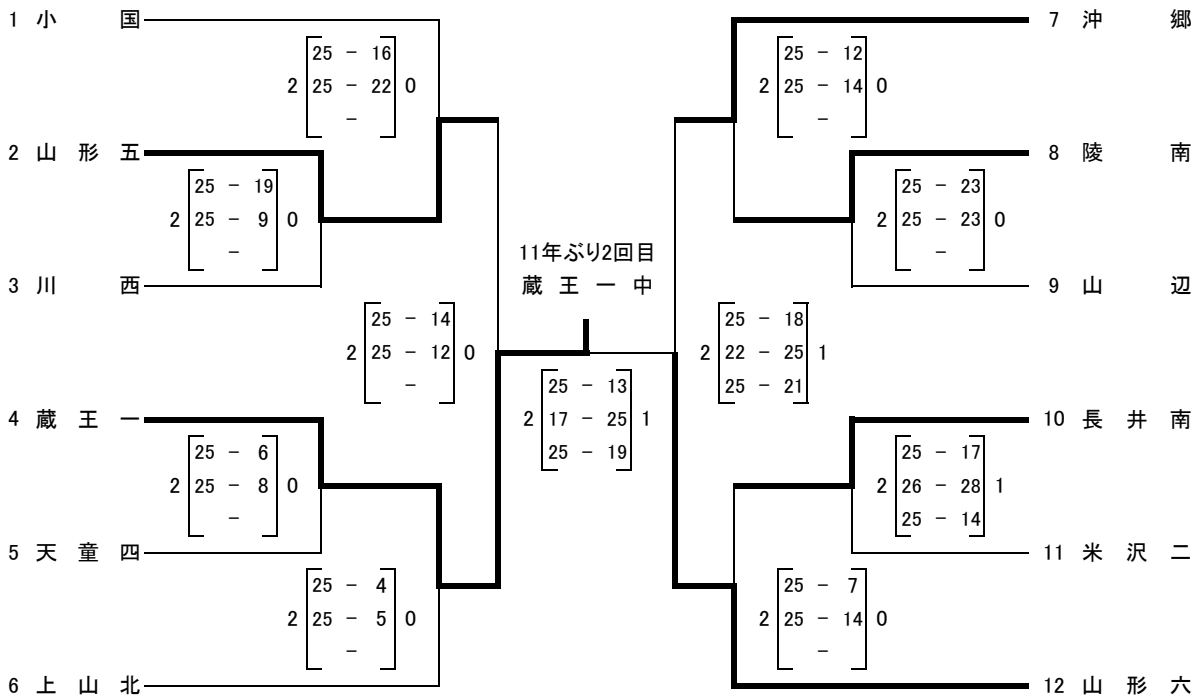 1 小 国
25 - 16
2 25 - 22 0
-
2 山 形 五
25 - 19
2 25 - 9 0
-
3 川 西
25 - 14
2 25 - 12 0
-
4 蔵 王 一
25 - 6
2 25 - 8 0
-
5 天 童 四
25 - 4
2 25 - 5 0
-
6 上 山 北
11年ぶり2回目
蔵 王 一 中
25 - 13
2 17 - 25 1
25 - 19
7 沖 郷
25 - 12
2 25 - 14 0
-
8 陵 南
25 - 23
2 25 - 23 0
-
9 山 辺
25 - 18
2 22 - 25 1
25 - 21
10 長 井 南
25 - 17
2 26 - 28 1
25 - 14
11 米 沢 二
25 - 7
2 25 - 14 0
-
12 山 形 六